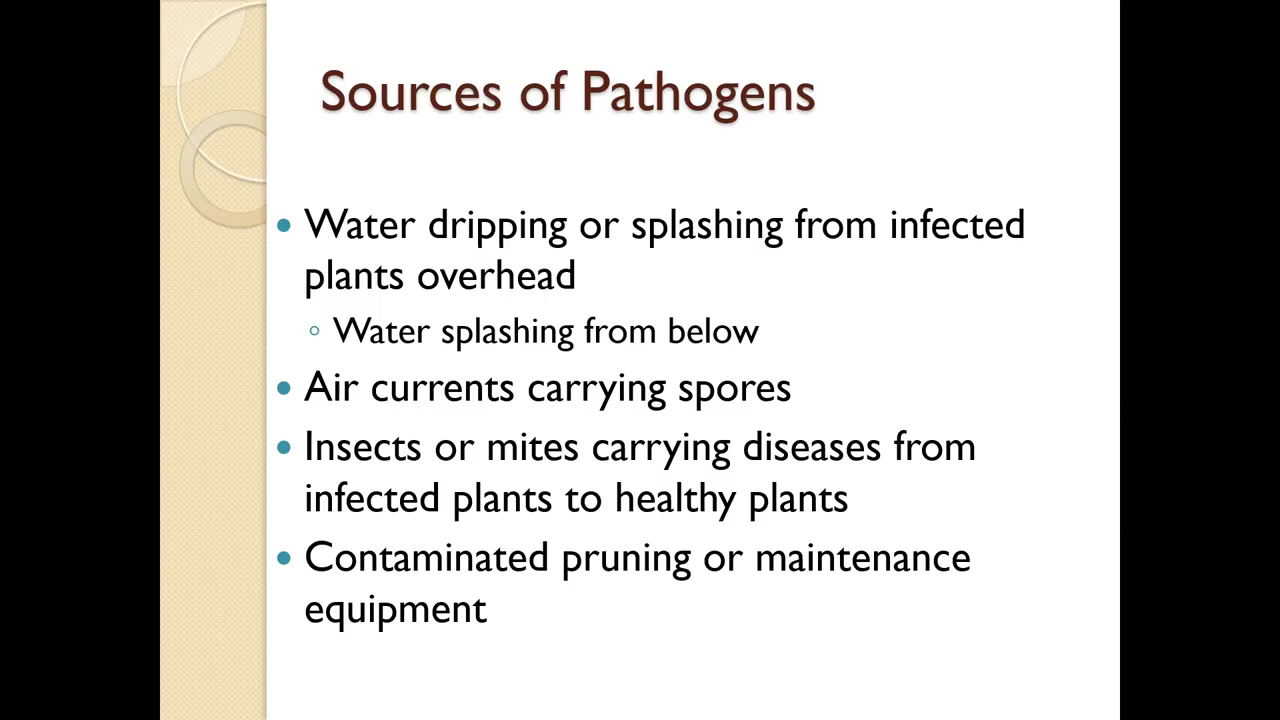 Sources of Pathogens
• Water dripping or splashing from infected
plants overhead
◦ Water splashing from below
• Air currents carrying spores
• Insects or mites carrying diseases from
infected plants to healthy plants
• Contaminated pruning or maintenance
equipment